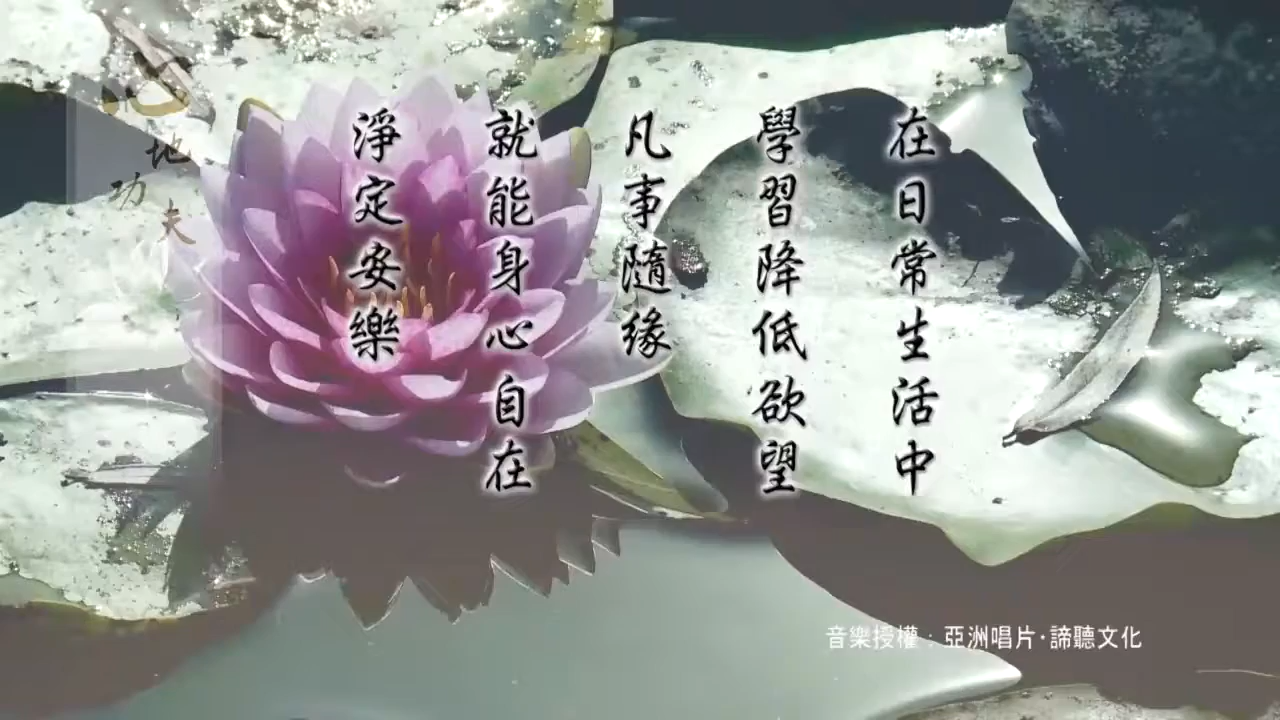 在日常生活中
學習降低欲望
凡事隨緣
就能身心自在
淨定安樂
心地功夫
音樂授權：亞洲唱片·諦聽文化